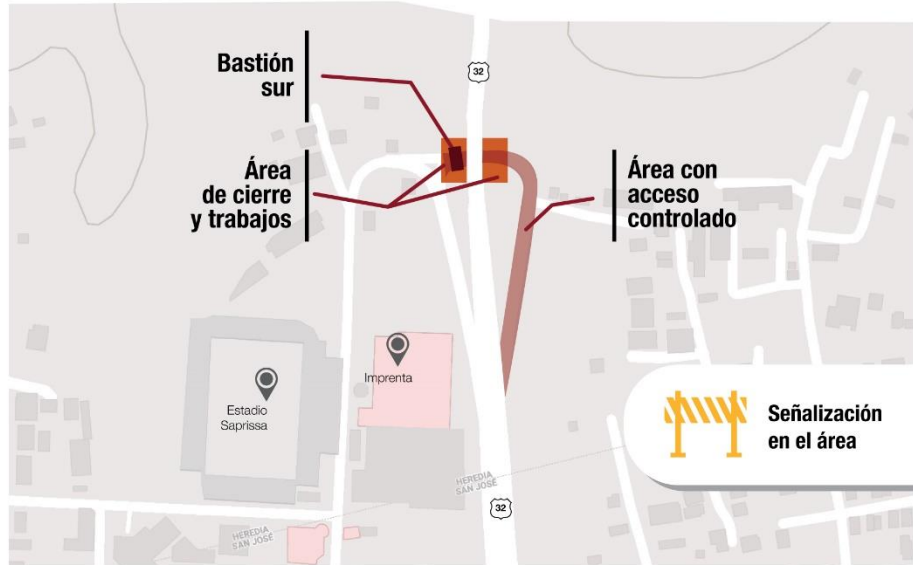 Bastión
sur
32
Área
de cierre
y trabajos
Área con
acceso
controlado
Imprenta
Estadio
Saprissa
Señalización
en el área
HEREDIA
SAN JOSÉ
32
HEREDIA
SAN JOSÉ